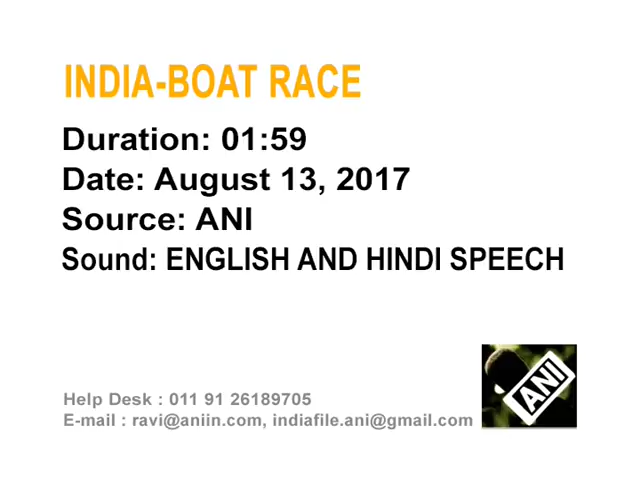 INDIA-BOAT RACE
Duration: 01:59
Date: August 13, 2017
Source: ANI
Sound: ENGLISH AND HINDI SPEECH
Help Desk : 011 91 26189705
E-mail : ravi@aniin.com, indiafile.ani@gmail.com
ANI